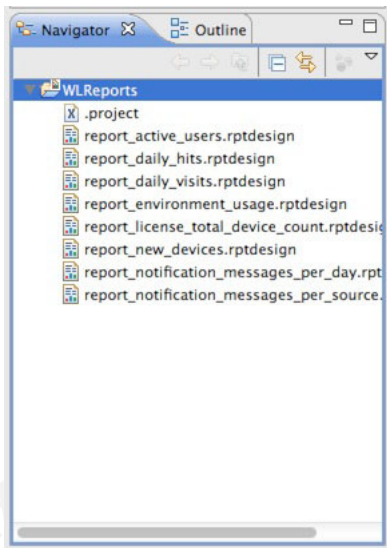 Navigator Outline
WLReports
.project
report_active_users.rptdesign
report_daily_hits.rptdesign
report_daily_visits.rptdesign
report_environment_usage.rptdesign
report_license_total_device_count.rptdesig
report_new_devices.rptdesign
report_notification_messages_per_day.rpt
report_notification_messages_per_source.